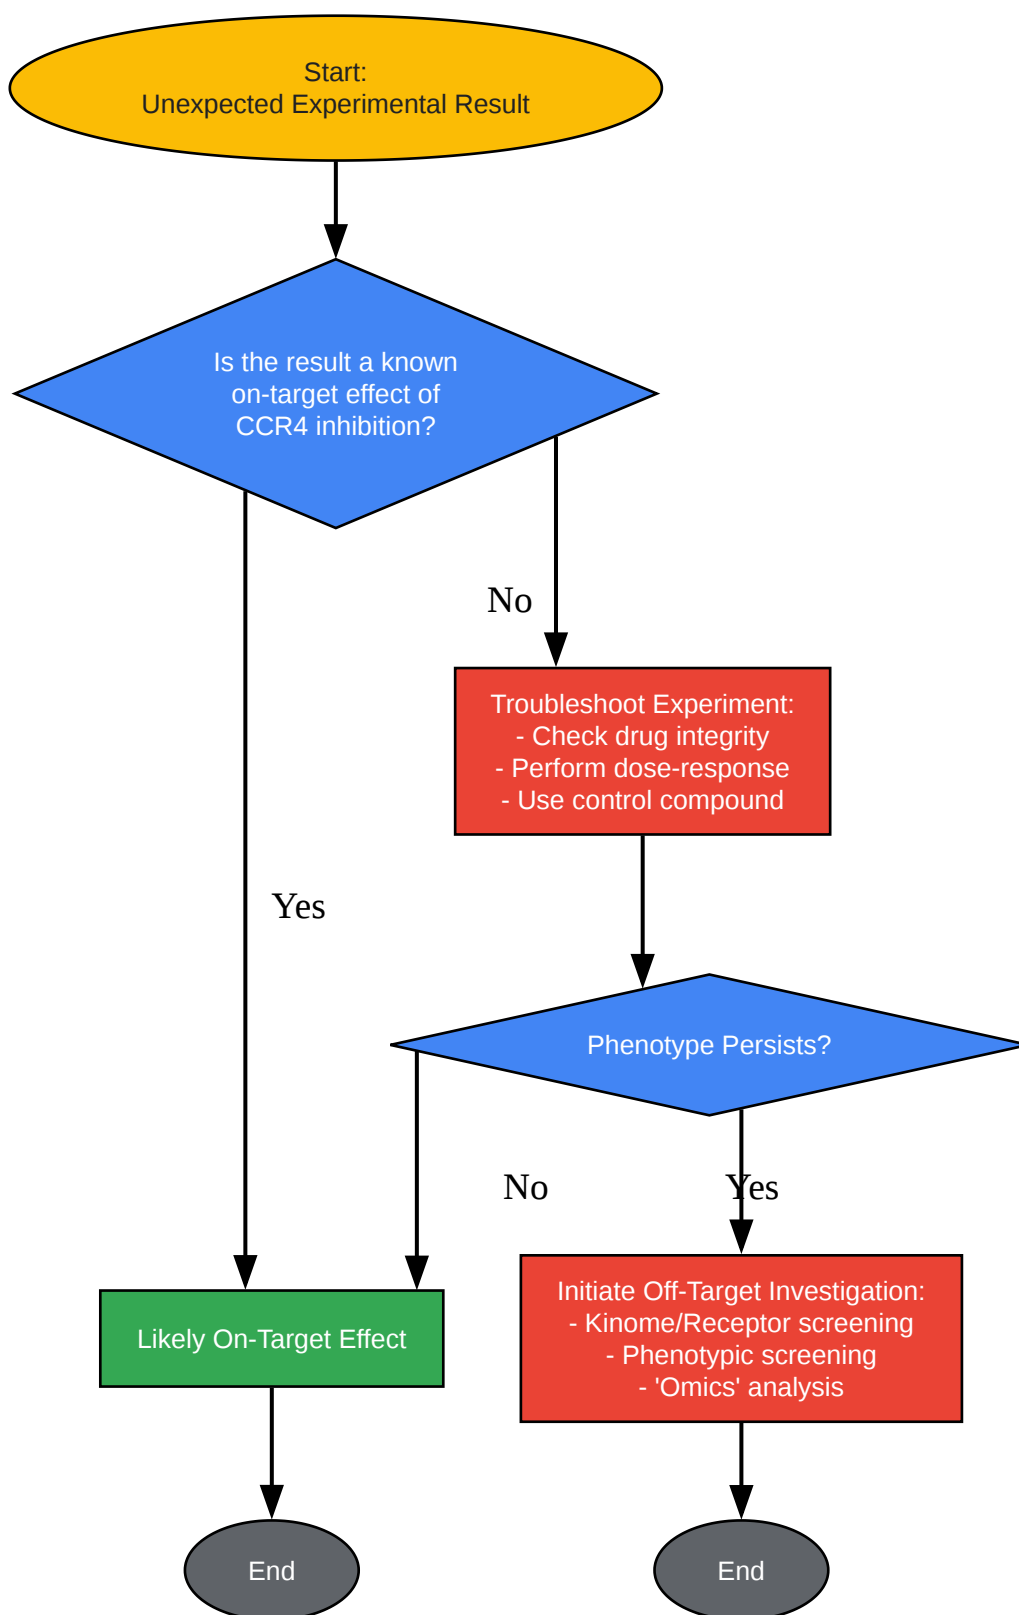 Start:
Unexpected Experimental Result
Is the result a known
on-target effect of
CCR4 inhibition?
No
Troubleshoot Experiment:
- Check drug integrity
- Perform dose-response
- Use control compound
Yes
Phenotype Persists?
No
Yes
Likely On-Target Effect
Initiate Off-Target Investigation:
- Kinome/Receptor screening
- Phenotypic screening
- 'Omics' analysis
End
End